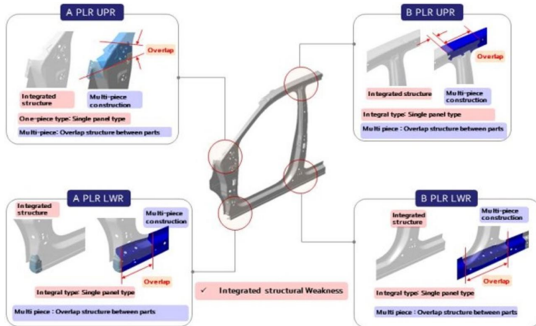 A PLR UPR
Overlap
Integrated structure
Multi-piece construction
One-piece type: Single panel type
Multi-piece: Overlap structure between parts
B PLR UPR
Overlap
Integrated structure
Multi-piece construction
Integral type: Single panel type
Multi piece : Overlap structure between parts
A PLR LWR
Integrated structure
Multi-piece construction
Overlap
Integral type: Single panel type
Multi piece : Overlap structure between parts
B PLR LWR
Integrated structure
Multi-piece construction
Overlap
Integral type: Single panel type
Multi piece : Overlap structure between parts
✓ Integrated structural Weakness